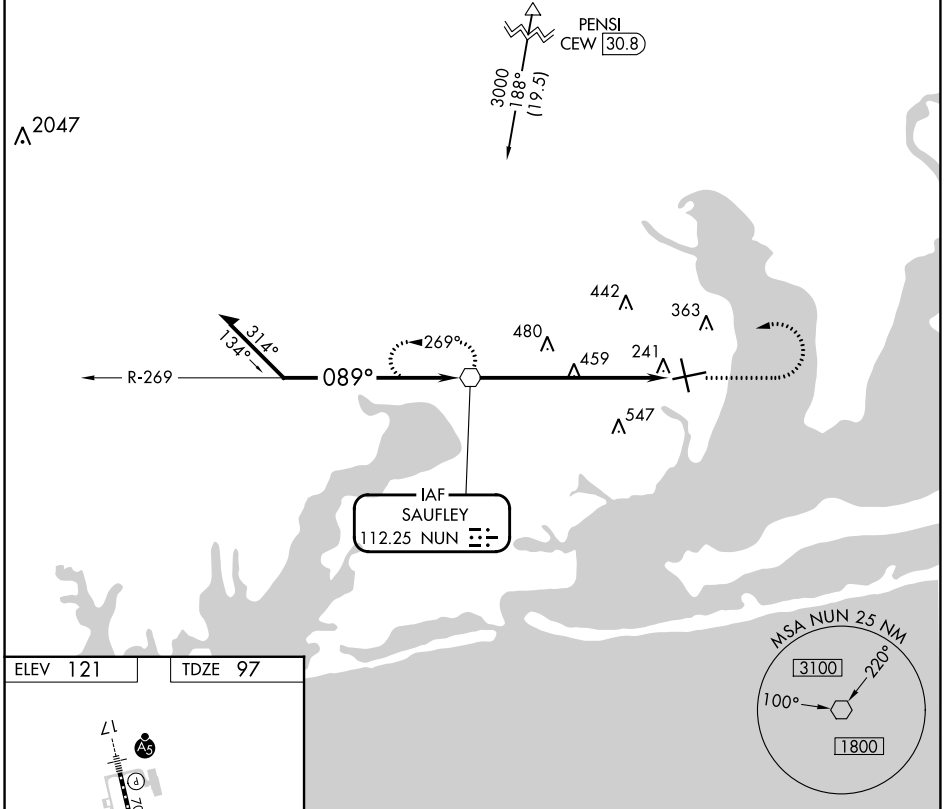 PENSI
CEW 30.8
3000
188°
(19.5)
2047
442
363
480
459
241
547
314°
134°
269°
R-269
089°
IAF
SAUFLEY
112.25 NUN
MSA NUN 25 NM
3100
220°
100°
1800
ELEV 121
TDZE 97
17
A5
P